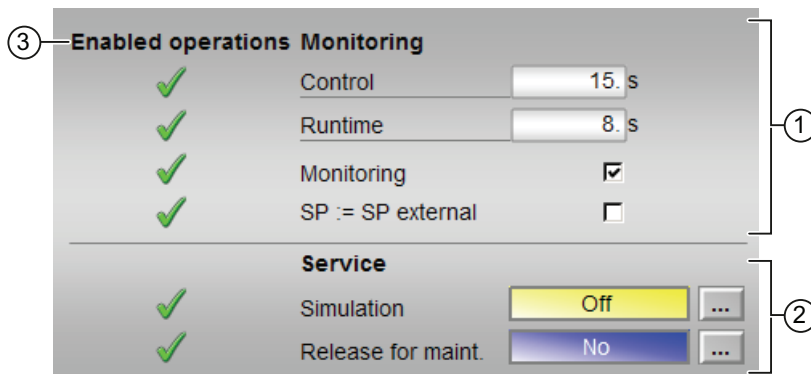 ③ Enabled operations Monitoring ①
Control 15. s
Runtime 8. s
Monitoring
SP := SP external
Service ②
Simulation Off ...
Release for maint. No ...